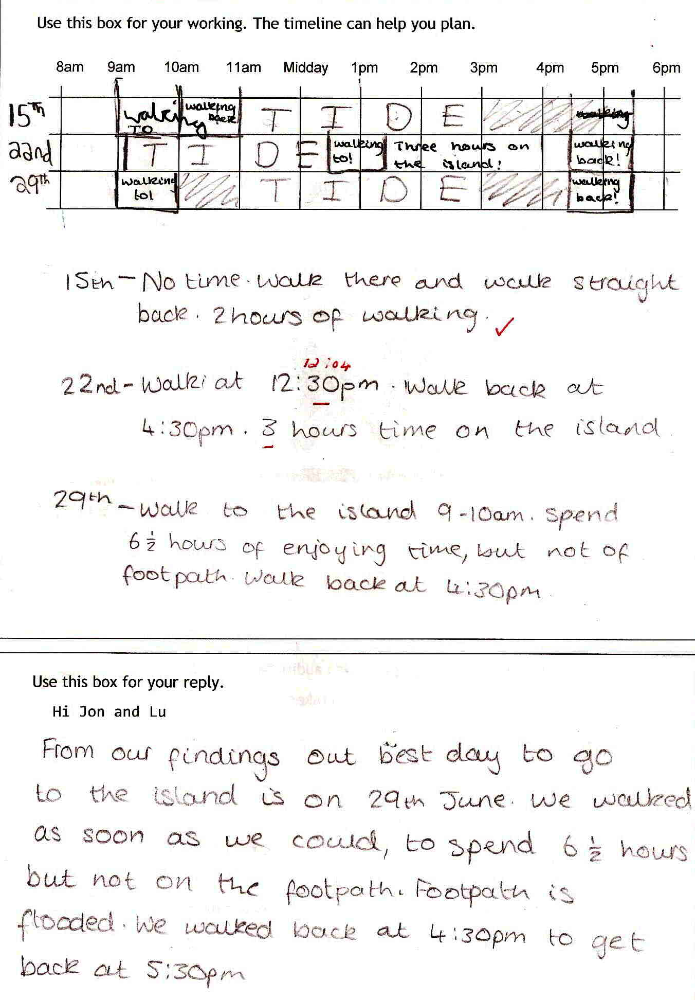 Use this box for your working. The timeline can help you plan.
8am 9am 10am 11am Midday 1pm 2pm 3pm 4pm 5pm 6pm
15th walking TO walking back T I D E walking
22nd T I D E walking to! Three hours on the island! walking back!
29th walking to! T I D E walking back!
15th - No time. walk there and walk straight
back. 2 hours of walking.
12:04
22nd - Walk at 12:30pm. Walk back at
4:30pm. 3 hours time on the island.
29th - walk to the island 9-10am. spend
6 ½ hours of enjoying time, but not of
footpath. Walk back at 4:30pm.
Use this box for your reply.
Hi Jon and Lu
From our findings out best day to go
to the island is on 29th June. We walked
as soon as we could, to spend 6 ½ hours
but not on the footpath. Footpath is
flooded. We walked back at 4:30pm to get
back at 5:30pm